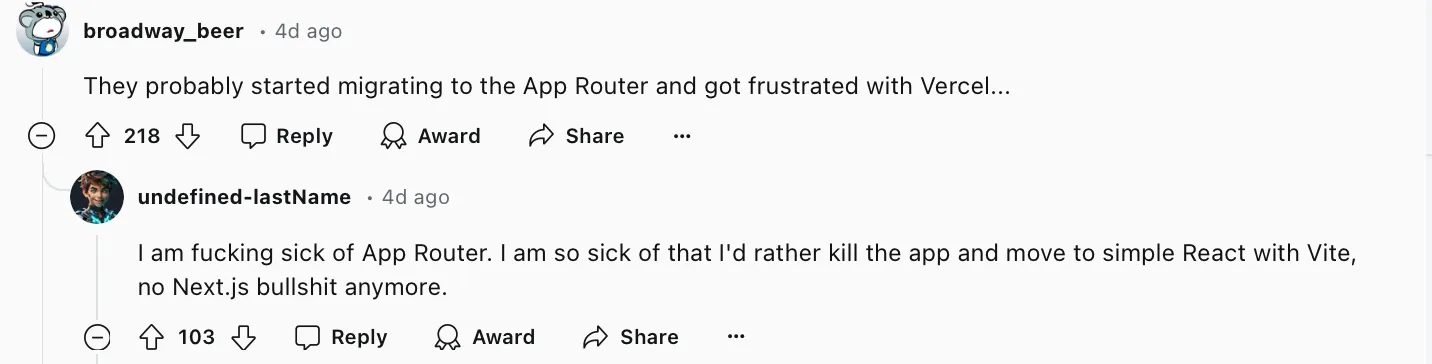 broadway_beer • 4d ago
They probably started migrating to the App Router and got frustrated with Vercel...
218 Reply Award Share ...
undefined-lastName • 4d ago
I am fucking sick of App Router. I am so sick of that I'd rather kill the app and move to simple React with Vite,
no Next.js bullshit anymore.
103 Reply Award Share ...